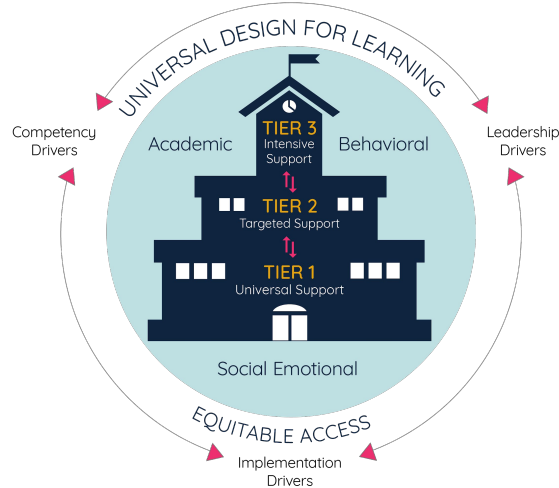 UNIVERSAL DESIGN FOR LEARNING
Competency
Drivers
Leadership
Drivers
Academic
Behavioral
TIER 3
Intensive
Support
TIER 2
Targeted Support
TIER 1
Universal Support
Social Emotional
EQUITABLE ACCESS
Implementation
Drivers